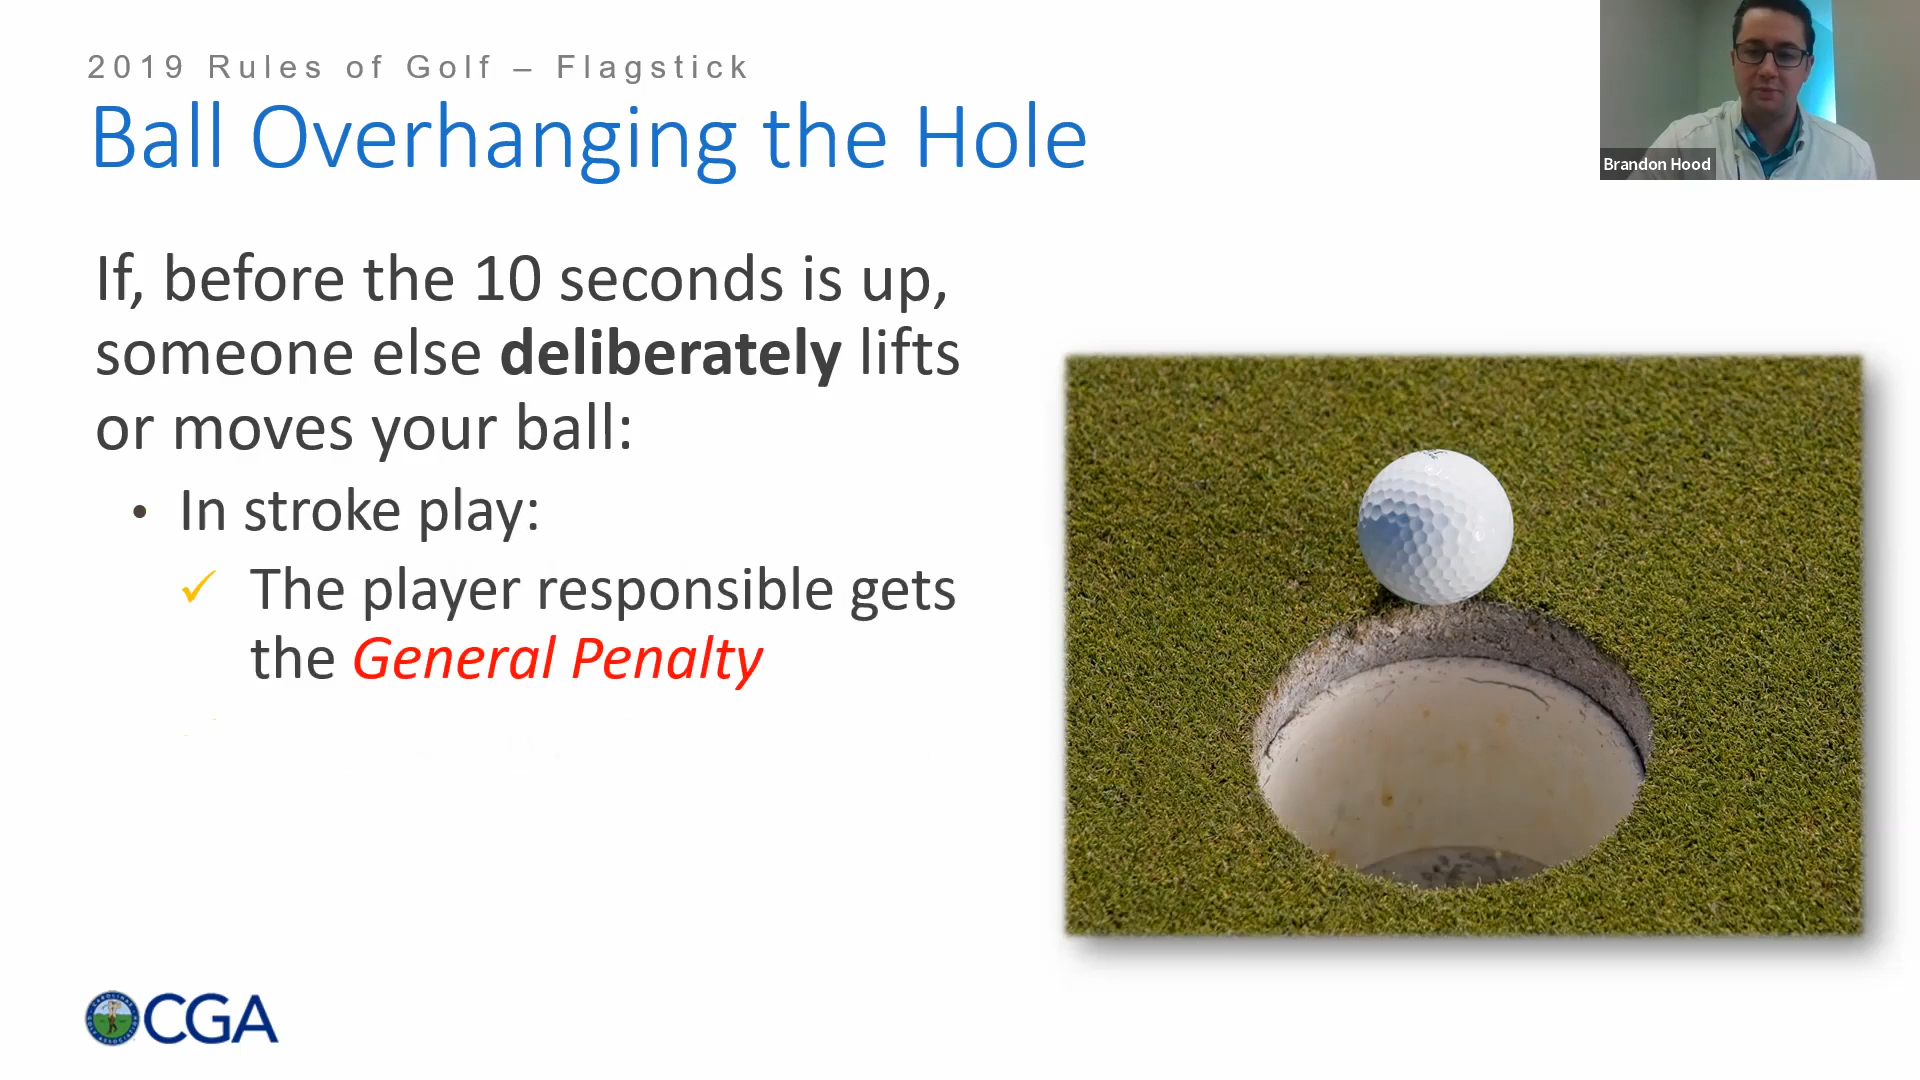 2019 Rules of Golf – Flagstick
Ball Overhanging the Hole
Brandon Hood
If, before the 10 seconds is up,
someone else deliberately lifts
or moves your ball:
• In stroke play:
✓ The player responsible gets
the General Penalty
CGA